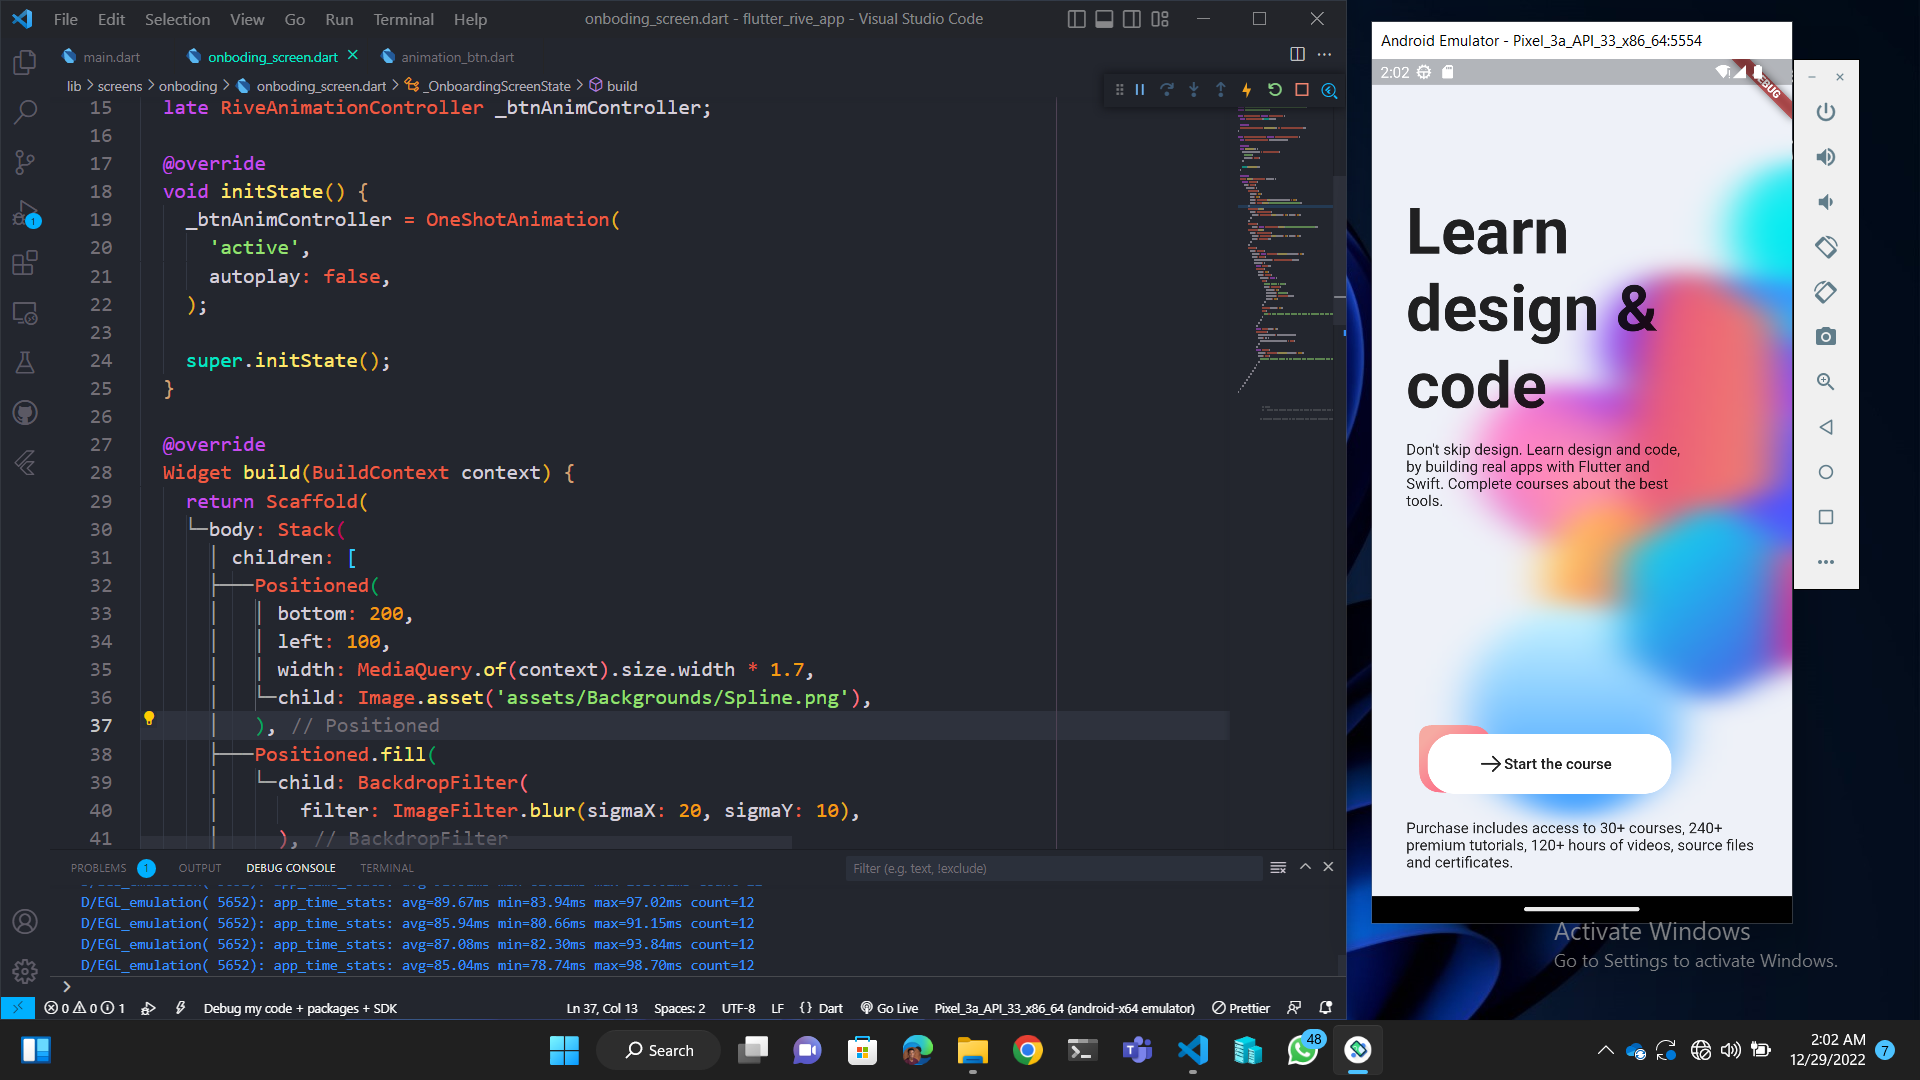 File Edit Selection View Go Run Terminal Help
onboding_screen.dart - flutter_rive_app - Visual Studio Code
main.dart
onboding_screen.dart
animation_btn.dart
lib > screens > onboding > onboding_screen.dart > _OnboardingScreenState > build
15 late RiveAnimationController _btnAnimController;
16
17 @override
18 void initState() {
19 _btnAnimController = OneShotAnimation(
20 'active',
21 autoplay: false,
22 );
23
24 super.initState();
25 }
26
27 @override
28 Widget build(BuildContext context) {
29 return Scaffold(
30 body: Stack(
31 children: [
32 Positioned(
33 bottom: 200,
34 left: 100,
35 width: MediaQuery.of(context).size.width * 1.7,
36 child: Image.asset('assets/Backgrounds/Spline.png'),
37 ), // Positioned
38 Positioned.fill(
39 child: BackdropFilter(
40 filter: ImageFilter.blur(sigmaX: 20, sigmaY: 10),
41 ), // BackdropFilter
PROBLEMS 1 OUTPUT DEBUG CONSOLE TERMINAL
Filter (e.g. text, !exclude)
D/EGL_emulation( 5652): app_time_stats: avg=89.67ms min=83.94ms max=97.02ms count=12
D/EGL_emulation( 5652): app_time_stats: avg=85.94ms min=80.66ms max=91.15ms count=12
D/EGL_emulation( 5652): app_time_stats: avg=87.08ms min=82.30ms max=93.84ms count=12
D/EGL_emulation( 5652): app_time_stats: avg=85.04ms min=78.74ms max=98.70ms count=12
1
0 0 1 Debug my code + packages + SDK
Ln 37, Col 13 Spaces: 2 UTF-8 LF {} Dart Go Live Pixel_3a_API_33_x86_64 (android-x64 emulator) Prettier
Android Emulator - Pixel_3a_API_33_x86_64:5554
2:02
Learn
design &
code
Don't skip design. Learn design and code,
by building real apps with Flutter and
Swift. Complete courses about the best
tools.
Start the course
Purchase includes access to 30+ courses, 240+
premium tutorials, 120+ hours of videos, source files
and certificates.
Activate Windows
Go to Settings to activate Windows.
Search
48
2:02 AM
12/29/2022
7